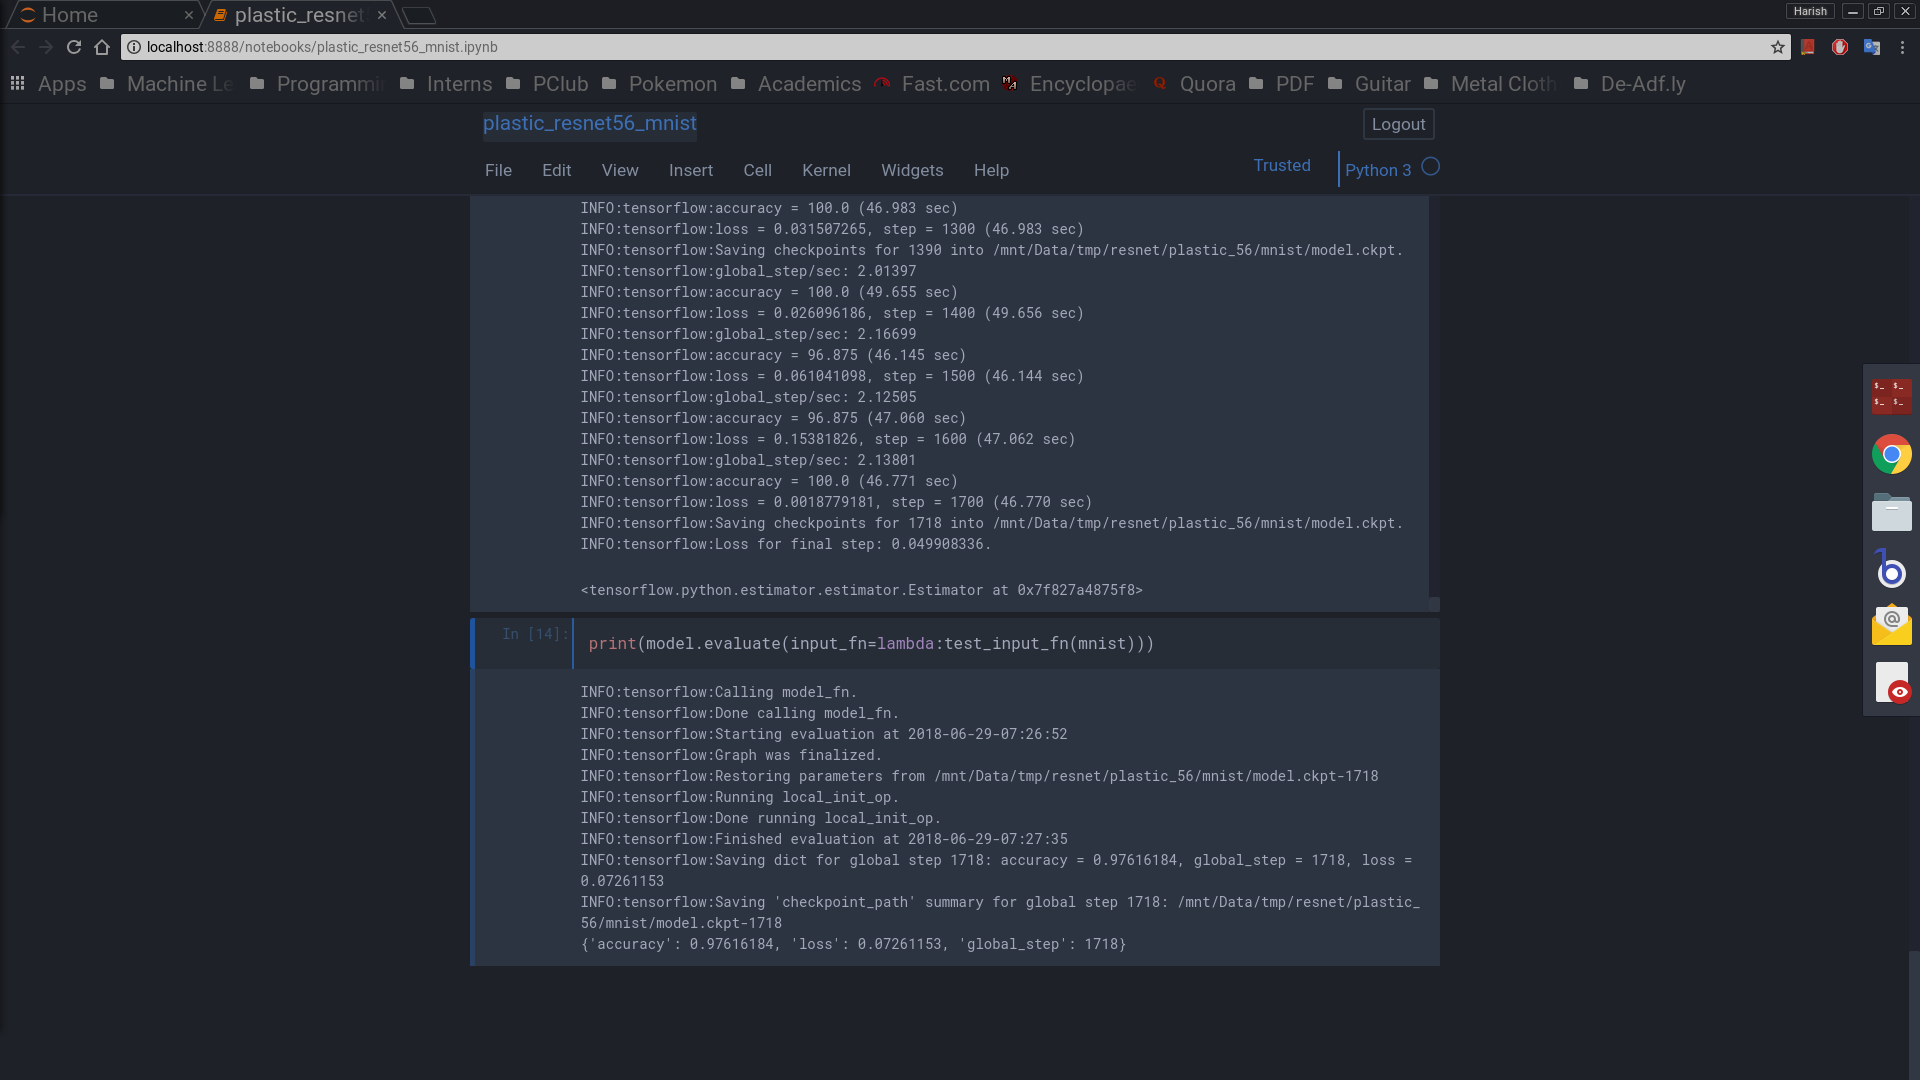 Home
plastic_resnet
Harish
localhost:8888/notebooks/plastic_resnet56_mnist.ipynb
Apps Machine Le Programmi Interns PClub Pokemon Academics Fast.com Encyclopae Quora PDF Guitar Metal Cloth De-Adf.ly
plastic_resnet56_mnist
Logout
File Edit View Insert Cell Kernel Widgets Help Trusted Python 3
INFO:tensorflow:accuracy = 100.0 (46.983 sec)
INFO:tensorflow:loss = 0.031507265, step = 1300 (46.983 sec)
INFO:tensorflow:Saving checkpoints for 1390 into /mnt/Data/tmp/resnet/plastic_56/mnist/model.ckpt.
INFO:tensorflow:global_step/sec: 2.01397
INFO:tensorflow:accuracy = 100.0 (49.655 sec)
INFO:tensorflow:loss = 0.026096186, step = 1400 (49.656 sec)
INFO:tensorflow:global_step/sec: 2.16699
INFO:tensorflow:accuracy = 96.875 (46.145 sec)
INFO:tensorflow:loss = 0.061041098, step = 1500 (46.144 sec)
INFO:tensorflow:global_step/sec: 2.12505
INFO:tensorflow:accuracy = 96.875 (47.060 sec)
INFO:tensorflow:loss = 0.15381826, step = 1600 (47.062 sec)
INFO:tensorflow:global_step/sec: 2.13801
INFO:tensorflow:accuracy = 100.0 (46.771 sec)
INFO:tensorflow:loss = 0.0018779181, step = 1700 (46.770 sec)
INFO:tensorflow:Saving checkpoints for 1718 into /mnt/Data/tmp/resnet/plastic_56/mnist/model.ckpt.
INFO:tensorflow:Loss for final step: 0.049908336.
<tensorflow.python.estimator.estimator.Estimator at 0x7f827a4875f8>
In [14]: print(model.evaluate(input_fn=lambda:test_input_fn(mnist)))
INFO:tensorflow:Calling model_fn.
INFO:tensorflow:Done calling model_fn.
INFO:tensorflow:Starting evaluation at 2018-06-29-07:26:52
INFO:tensorflow:Graph was finalized.
INFO:tensorflow:Restoring parameters from /mnt/Data/tmp/resnet/plastic_56/mnist/model.ckpt-1718
INFO:tensorflow:Running local_init_op.
INFO:tensorflow:Done running local_init_op.
INFO:tensorflow:Finished evaluation at 2018-06-29-07:27:35
INFO:tensorflow:Saving dict for global step 1718: accuracy = 0.97616184, global_step = 1718, loss =
0.07261153
INFO:tensorflow:Saving 'checkpoint_path' summary for global step 1718: /mnt/Data/tmp/resnet/plastic_
56/mnist/model.ckpt-1718
{'accuracy': 0.97616184, 'loss': 0.07261153, 'global_step': 1718}